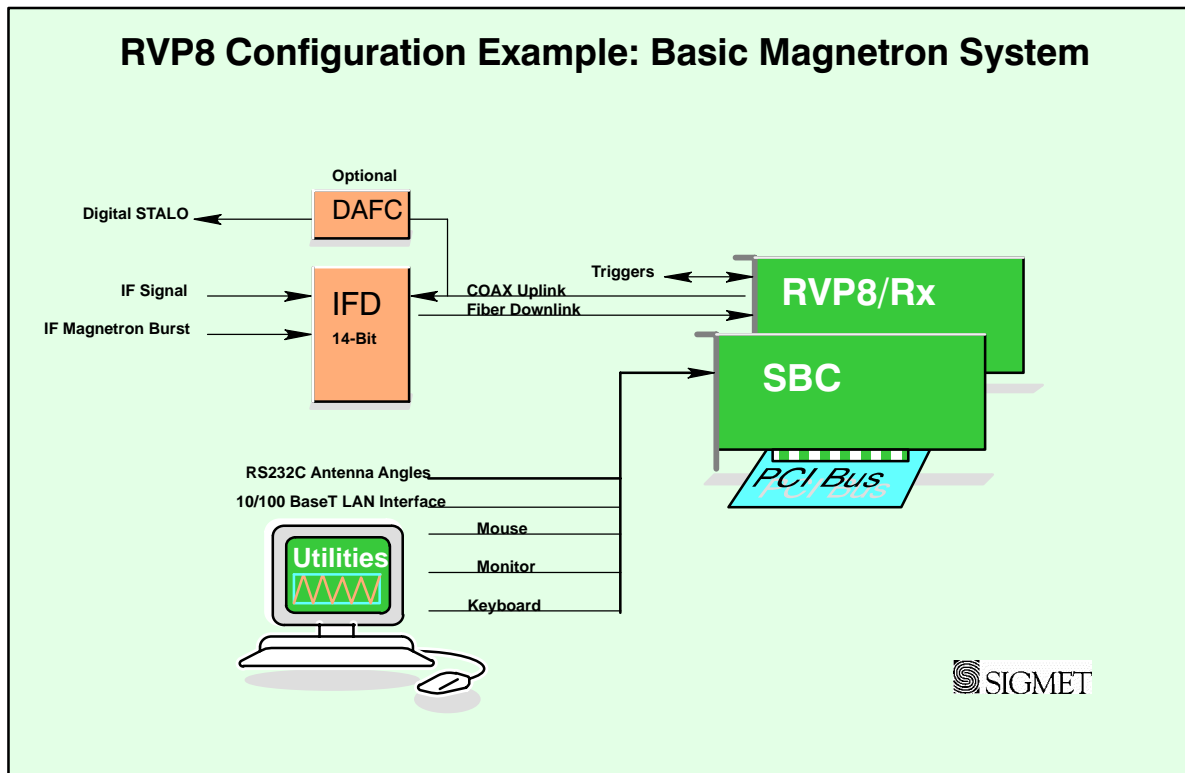 RVP8 Configuration Example: Basic Magnetron System
Optional
DAFC
Digital STALO
Triggers
RVP8/Rx
IF Signal
IFD
COAX Uplink
Fiber Downlink
IF Magnetron Burst
14-Bit
SBC
PCI Bus
RS232C Antenna Angles
10/100 BaseT LAN Interface
Mouse
Utilities
Monitor
Keyboard
SIGMET